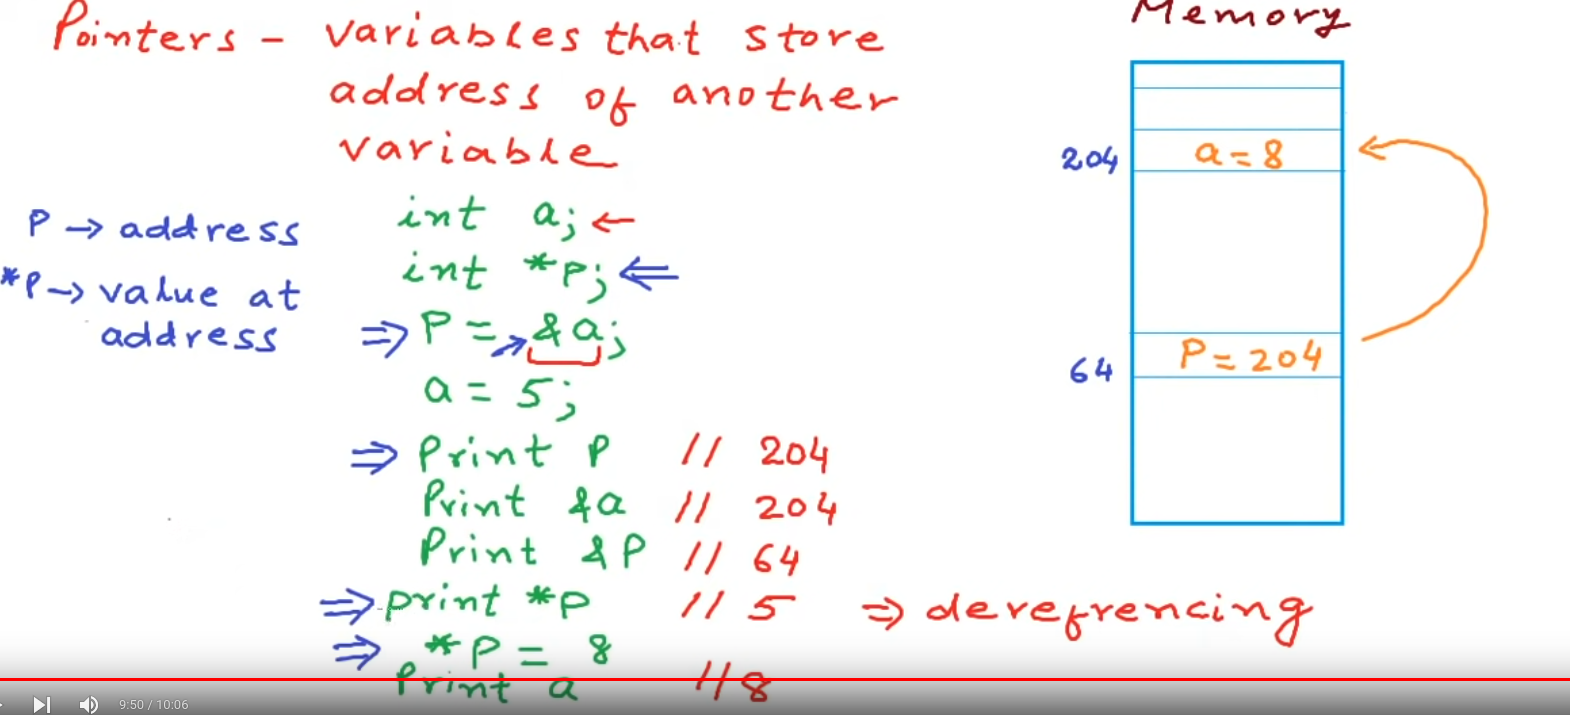 Pointers - variables that store
address of another
variable
Memory
P → address
*P → value at
address
int a; ←
int *P; ⇐
⇒ P = → &a;
a = 5;
⇒ Print P // 204
Print &a // 204
Print &P // 64
⇒ print *P // 5 ⇒ derefrencing
⇒ *P = 8
Print a // 8
204 a = 8
64 P = 204
9:50 / 10:06